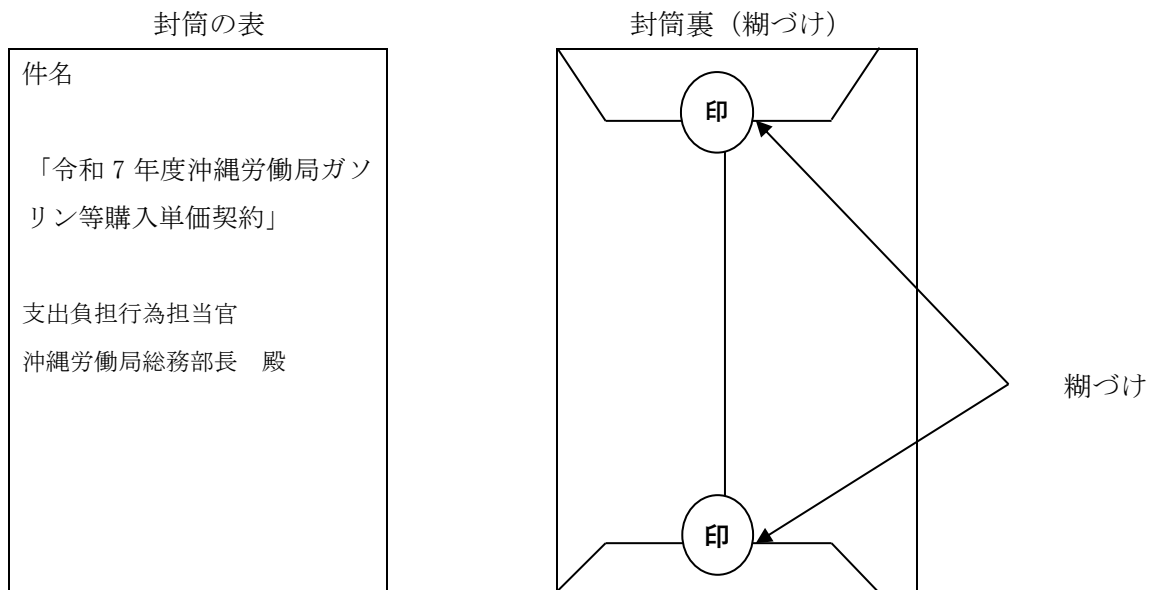 封筒の表
件名
「令和 7 年度沖縄労働局ガソ
リン等購入単価契約」
支出負担行為担当官
沖縄労働局総務部長　殿
封筒裏（糊づけ）
印
印
糊づけ